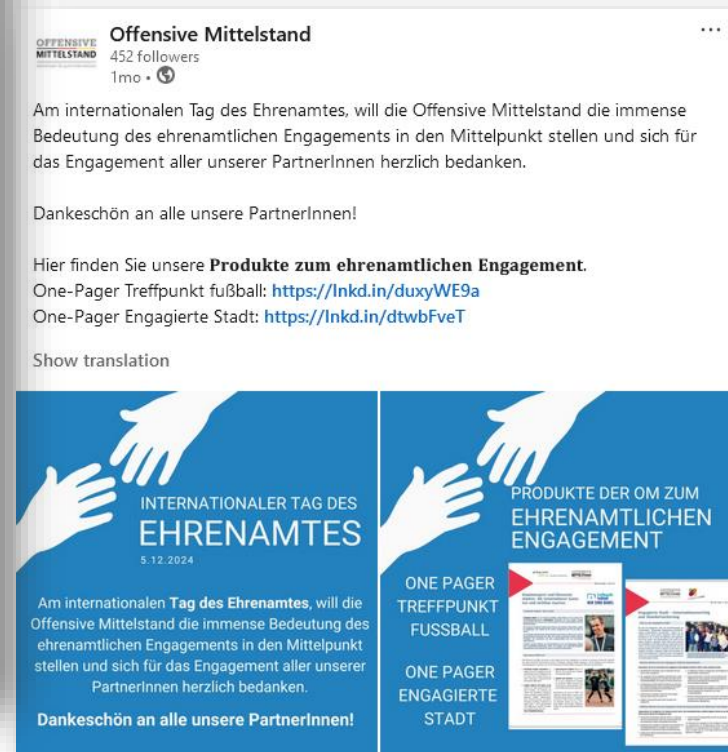 OFFENSIVE
MITTELSTAND
Offensive Mittelstand
452 followers
1mo •
Am internationalen Tag des Ehrenamtes, will die Offensive Mittelstand die immense
Bedeutung des ehrenamtlichen Engagements in den Mittelpunkt stellen und sich für
das Engagement aller unserer PartnerInnen herzlich bedanken.
Dankeschön an alle unsere PartnerInnen!
Hier finden Sie unsere Produkte zum ehrenamtlichen Engagement.
One-Pager Treffpunkt fußball: https://lnkd.in/duxyWE9a
One-Pager Engagierte Stadt: https://lnkd.in/dtwbFveT
Show translation
INTERNATIONALER TAG DES
EHRENAMTES
5.12.2024
Am internationalen Tag des Ehrenamtes, will die
Offensive Mittelstand die immense Bedeutung des
ehrenamtlichen Engagements in den Mittelpunkt
stellen und sich für das Engagement aller unserer
PartnerInnen herzlich bedanken.
Dankeschön an alle unsere PartnerInnen!
PRODUKTE DER OM ZUM
EHRENAMTLICHEN
ENGAGEMENT
ONE PAGER
TREFFPUNKT
FUSSBALL
ONE PAGER
ENGAGIERTE
STADT